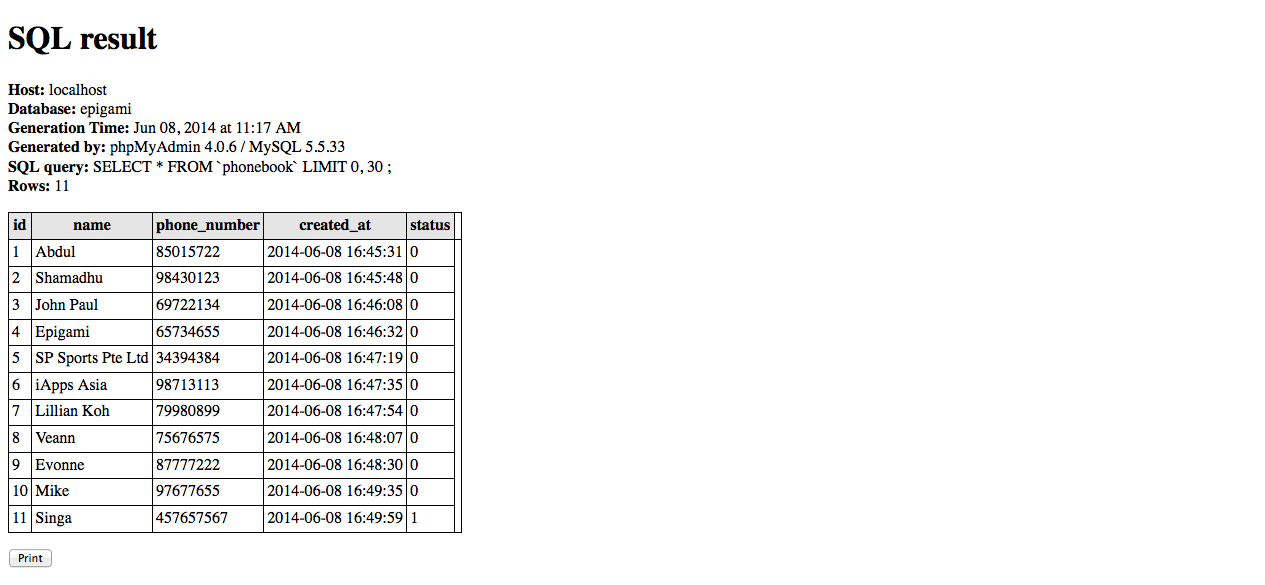 SQL result
Host: localhost
Database: epigami
Generation Time: Jun 08, 2014 at 11:17 AM
Generated by: phpMyAdmin 4.0.6 / MySQL 5.5.33
SQL query: SELECT * FROM `phonebook` LIMIT 0, 30 ;
Rows: 11
id name phone_number created_at status
1 Abdul 85015722 2014-06-08 16:45:31 0
2 Shamadhu 98430123 2014-06-08 16:45:48 0
3 John Paul 69722134 2014-06-08 16:46:08 0
4 Epigami 65734655 2014-06-08 16:46:32 0
5 SP Sports Pte Ltd 34394384 2014-06-08 16:47:19 0
6 iApps Asia 98713113 2014-06-08 16:47:35 0
7 Lillian Koh 79980899 2014-06-08 16:47:54 0
8 Veann 75676575 2014-06-08 16:48:07 0
9 Evonne 87777222 2014-06-08 16:48:30 0
10 Mike 97677655 2014-06-08 16:49:35 0
11 Singa 457657567 2014-06-08 16:49:59 1
Print